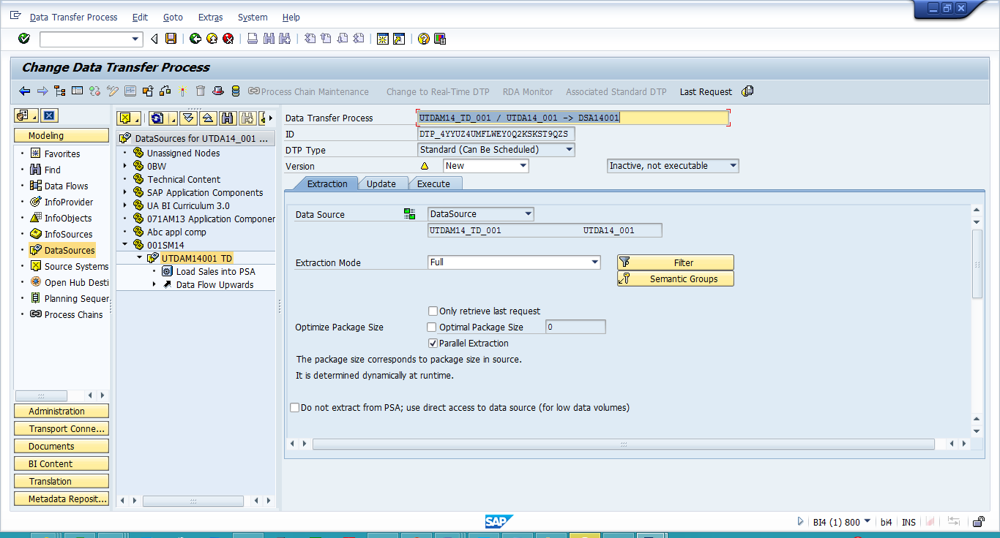 Data Transfer Process Edit Goto Extras System Help
Change Data Transfer Process
Process Chain Maintenance Change to Real-Time DTP RDA Monitor Associated Standard DTP Last Request
Modeling
Favorites
Find
Data Flows
InfoProvider
InfoObjects
InfoSources
DataSources
Source Systems
Open Hub Desti
Planning Sequer
Process Chains
Administration
Transport Conne...
Documents
BI Content
Translation
Metadata Reposit...
DataSources for UTDA14_001 ...
Unassigned Nodes
0BW
Technical Content
SAP Application Components
UA BI Curriculum 3.0
071AM13 Application Componer
Abc appl comp
001SM14
UTDAM14001 TD
Load Sales into PSA
Data Flow Upwards
Data Transfer Process UTDAM14_TD_001 / UTDA14_001 -> DSA14001
ID DTP_4YYUZ4UMFLWEY0Q2KSKST9QZS
DTP Type Standard (Can Be Scheduled)
Version New Inactive, not executable
Extraction Update Execute
Data Source DataSource
UTDAM14_TD_001 UTDA14_001
Extraction Mode Full Filter
Semantic Groups
Only retrieve last request
Optimize Package Size Optimal Package Size 0
Parallel Extraction
The package size corresponds to package size in source.
It is determined dynamically at runtime.
Do not extract from PSA; use direct access to data source (for low data volumes)
SAP
BI4 (1) 800 bi4 INS